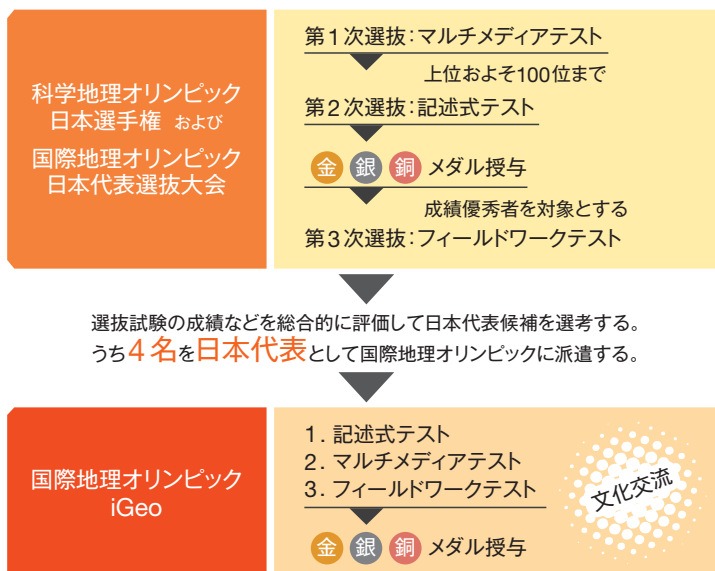 科学地理オリンピック
日本選手権 および
国際地理オリンピック
日本代表選抜大会
第1次選抜:マルチメディアテスト
上位およそ100位まで
第2次選抜:記述式テスト
金 銀 銅 メダル授与
成績優秀者を対象とする
第3次選抜:フィールドワークテスト
選抜試験の成績などを総合的に評価して日本代表候補を選考する。
うち4名を日本代表として国際地理オリンピックに派遣する。
国際地理オリンピック
iGeo
1. 記述式テスト
2. マルチメディアテスト
3. フィールドワークテスト
金 銀 銅 メダル授与
文化交流